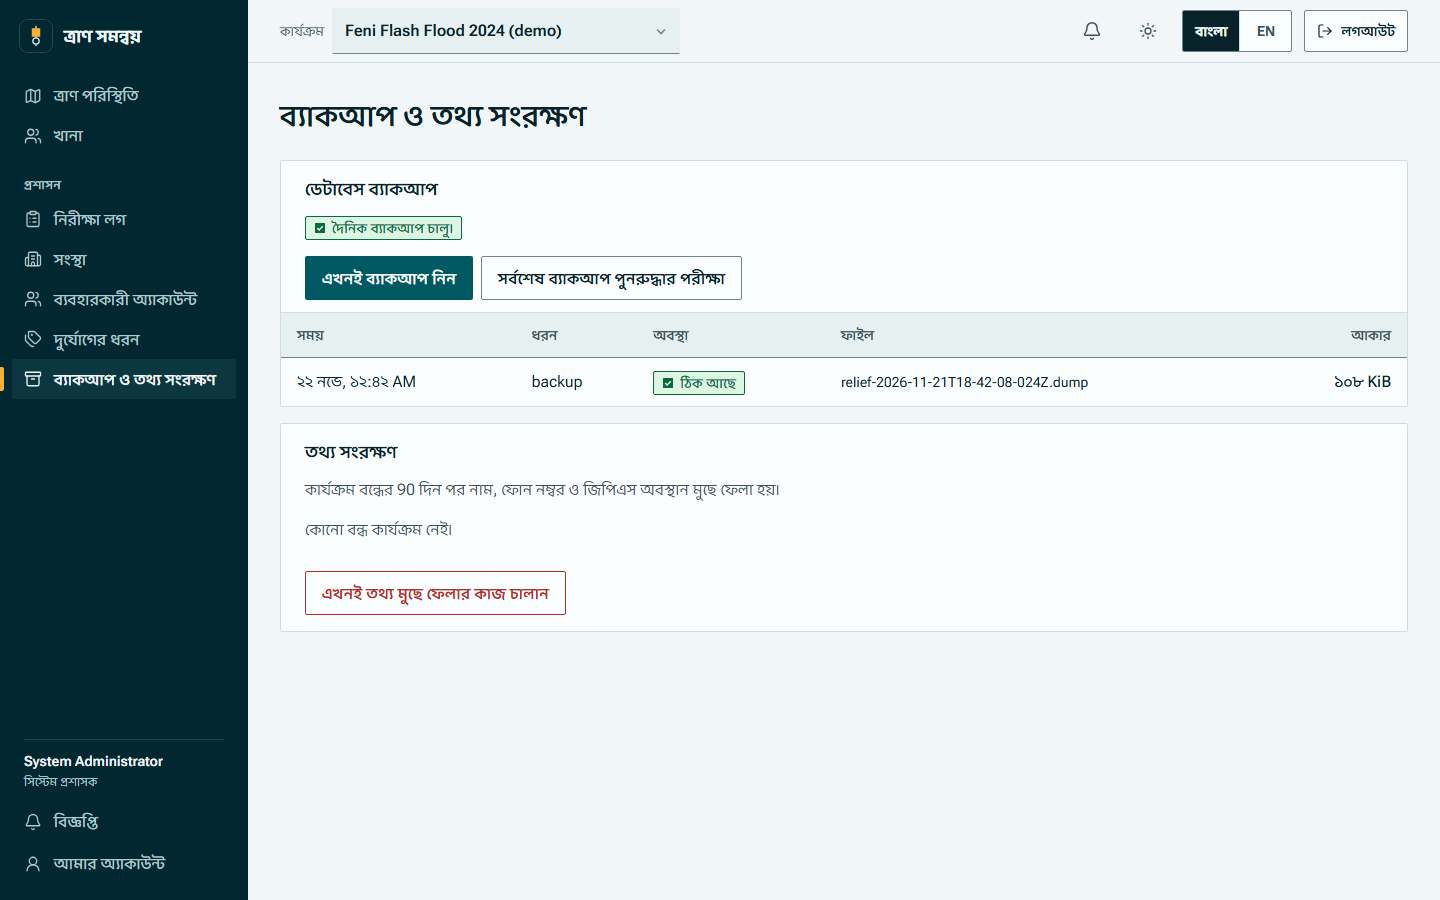 ত্রাণ সমন্বয়
ত্রাণ পরিস্থিতি
খানা
প্রশাসন
নিরীক্ষা লগ
সংস্থা
ব্যবহারকারী অ্যাকাউন্ট
দুর্যোগের ধরন
ব্যাকআপ ও তথ্য সংরক্ষণ
System Administrator
সিস্টেম প্রশাসক
বিজ্ঞপ্তি
আমার অ্যাকাউন্ট
কার্যক্রম Feni Flash Flood 2024 (demo) বাংলা EN লগআউট
ব্যাকআপ ও তথ্য সংরক্ষণ
ডেটাবেস ব্যাকআপ
দৈনিক ব্যাকআপ চালু।
এখনই ব্যাকআপ নিন সর্বশেষ ব্যাকআপ পুনরুদ্ধার পরীক্ষা
সময় ধরন অবস্থা ফাইল আকার
২২ নভে, ১২:৪২ AM backup ঠিক আছে relief-2026-11-21T18-42-08-024Z.dump ১০৮ KiB
তথ্য সংরক্ষণ
কার্যক্রম বন্ধের 90 দিন পর নাম, ফোন নম্বর ও জিপিএস অবস্থান মুছে ফেলা হয়।
কোনো বন্ধ কার্যক্রম নেই।
এখনই তথ্য মুছে ফেলার কাজ চালান